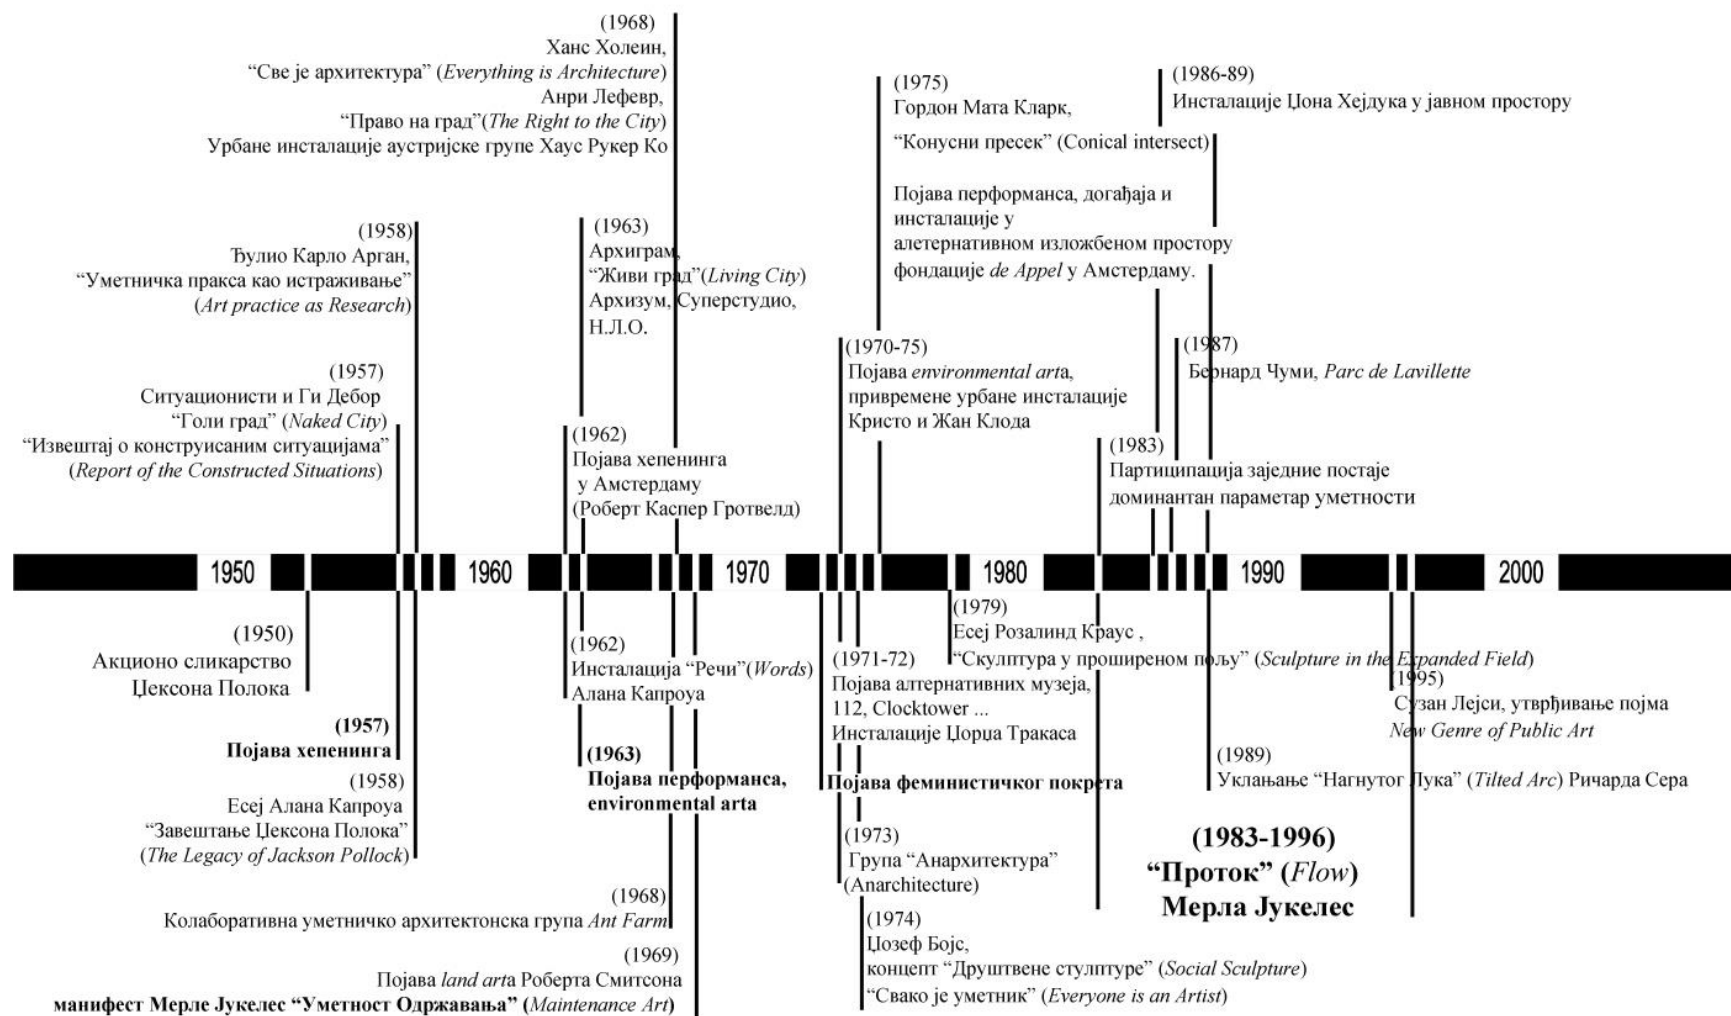 (1968)
Ханс Холеин,
“Све је архитектура” (Everything is Architecture)
Анри Лефевр,
“Право на град”(The Right to the City)
Урбане инсталације аустријске групе Хаус Рукер Ко
(1975)
Гордон Мата Кларк,
“Конусни пресек” (Conical intersect)
Појава перформанса, догађаја и
инсталације у
алетернативном изложбеном простору
фондације de Appel у Амстердаму.
(1986-89)
Инсталације Џона Хејдука у јавном простору
(1958)
Ђулио Карло Арган,
“Уметничка пракса као истраживање”
(Art practice as Research)
(1963)
Архиграм,
“Живи град”(Living City)
Архизум, Суперстудио,
Н.Л.О.
(1957)
Ситуационисти и Ги Дебор
“Голи град” (Naked City)
“Извештај о конструисаним ситуацијама”
(Report of the Constructed Situations)
(1962)
Појава хепенинга
у Амстердаму
(Роберт Каспер Гротвелд)
(1970-75)
Појава environmental arta,
привремене урбане инсталације
Кристо и Жан Клода
(1987)
Бернард Чуми, Parc de Lavillette
(1983)
Партиципација заједние постаје
доминантан параметар уметности
1950 1960 1970 1980 1990 2000
(1950)
Акционо сликарство
Џексона Полока
(1957)
Појава хепенинга
(1958)
Есеј Алана Капроуа
“Завештање Џексона Полока”
(The Legacy of Jackson Pollock)
(1962)
Инсталација “Речи”(Words)
Алана Капроуа
(1963)
Појава перформанса,
environmental arta
(1968)
Колаборативна уметничко архитектонска група Ant Farm
(1969)
Појава land arta Роберта Смитсона
манифест Мерле Јукелес “Уметност Одржавања” (Maintenance Art)
(1971-72)
Појава алтернативних музеја,
112, Clocktower ...
Инсталације Џорџа Тракаса
Појава феминистичког покрета
(1973)
Група “Анархитектура”
(Anarchitecture)
(1974)
Џозеф Бојс,
концепт “Друштвене стулптуре” (Social Sculpture)
“Свако је уметник” (Everyone is an Artist)
(1979)
Есеј Розалинд Краус ,
“Скулптура у проширеном пољу” (Sculpture in the Expanded Field)
(1995)
Сузан Лејси, утврђивање појма
New Genre of Public Art
(1989)
Уклањање “Нагнутог Лука” (Tilted Arc) Ричарда Сера
(1983-1996)
“Проток” (Flow)
Мерла Јукелес